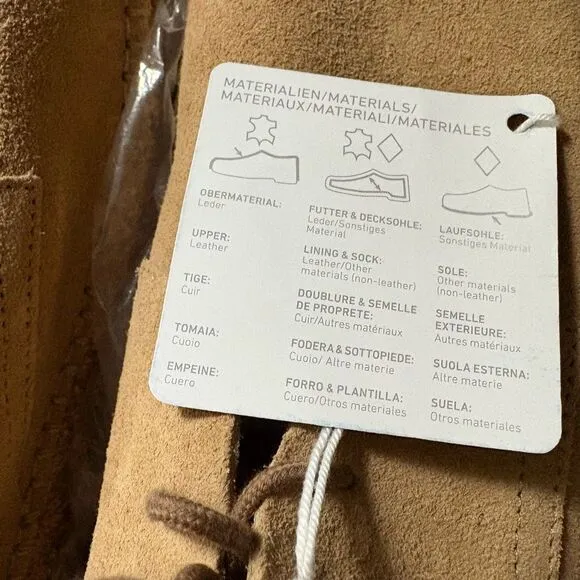 MATERIALIEN/MATERIALS/
MATERIAUX/MATERIALI/MATERIALES
OBERMATERIAL:
Leder
UPPER:
Leather
TIGE:
Cuir
TOMAIA:
Cuoio
EMPEINE:
Cuero
FUTTER & DECKSOHLE:
Leder/Sonstiges
Material
LINING & SOCK:
Leather/Other
materials (non-leather)
DOUBLURE & SEMELLE
DE PROPRETE:
Cuir/Autres matériaux
FODERA & SOTTOPIEDE:
Cuoio/ Altre materie
FORRO & PLANTILLA:
Cuero/Otros materiales
LAUFSOHLE:
Sonstiges Material
SOLE:
Other materials
(non-leather)
SEMELLE
EXTERIEURE:
Autres matériaux
SUOLA ESTERNA:
Altre materie
SUELA:
Otros materiales